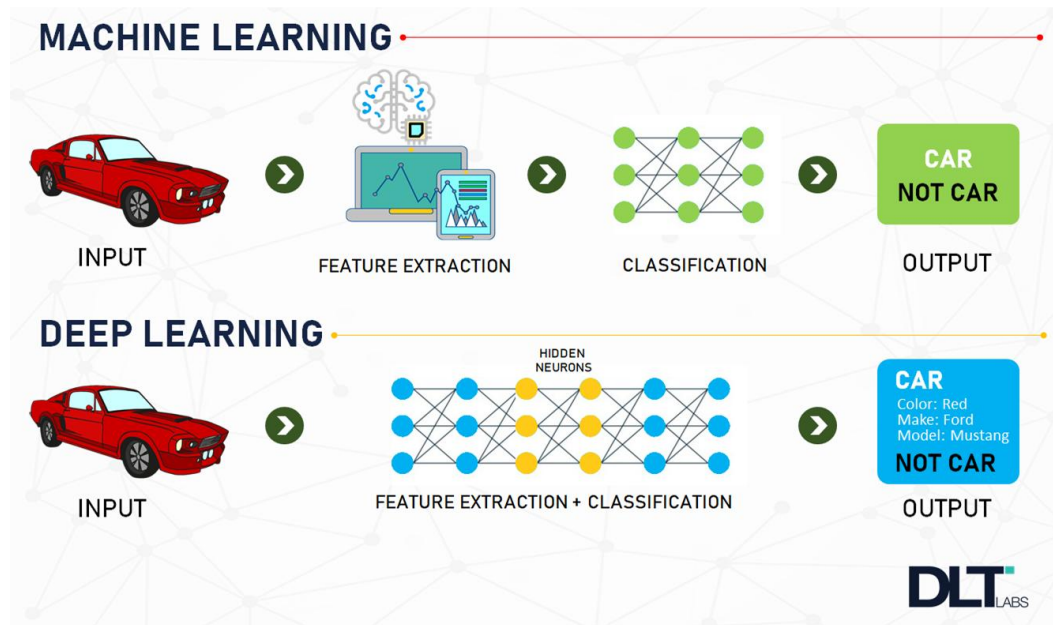 MACHINE LEARNING
INPUT
FEATURE EXTRACTION
CLASSIFICATION
CAR
NOT CAR
OUTPUT
DEEP LEARNING
INPUT
HIDDEN
NEURONS
FEATURE EXTRACTION + CLASSIFICATION
CAR
Color: Red
Make: Ford
Model: Mustang
NOT CAR
OUTPUT
DLT LABS